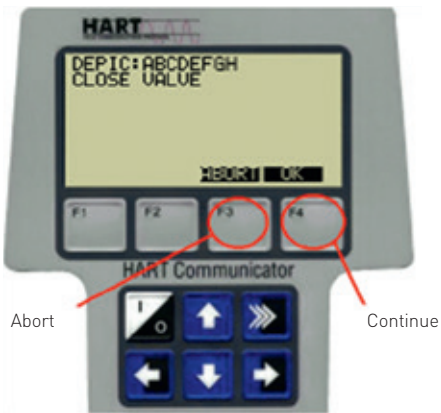 HART
DEPIC:ABCDEFGH
CLOSE VALVE
ABORT OK
F1 F2 F3 F4
HART Communicator
I
O
Abort
Continue